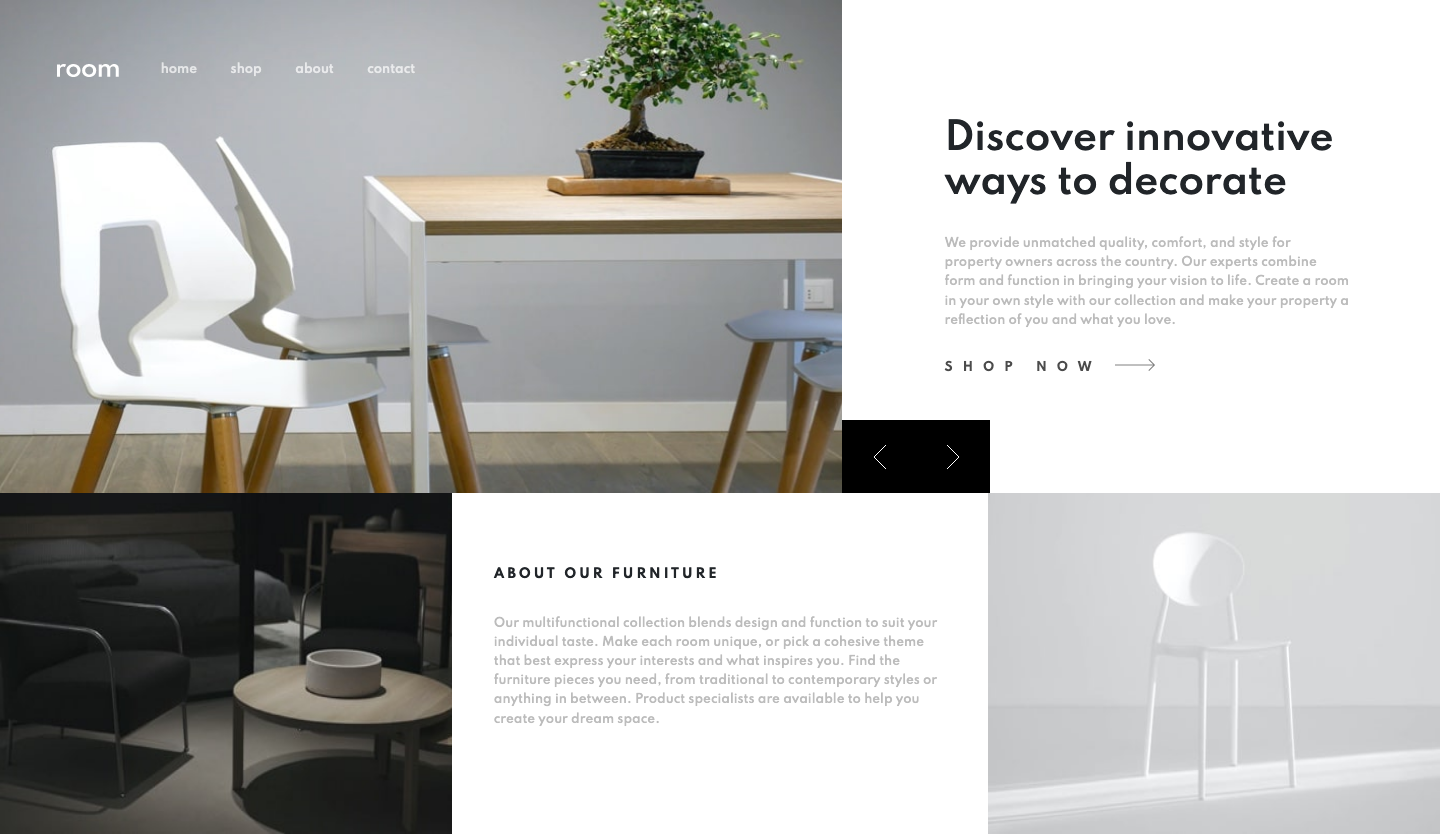 room
home shop about contact
Discover innovative
ways to decorate
We provide unmatched quality, comfort, and style for
property owners across the country. Our experts combine
form and function in bringing your vision to life. Create a room
in your own style with our collection and make your property a
reflection of you and what you love.
SHOP NOW
ABOUT OUR FURNITURE
Our multifunctional collection blends design and function to suit your
individual taste. Make each room unique, or pick a cohesive theme
that best express your interests and what inspires you. Find the
furniture pieces you need, from traditional to contemporary styles or
anything in between. Product specialists are available to help you
create your dream space.